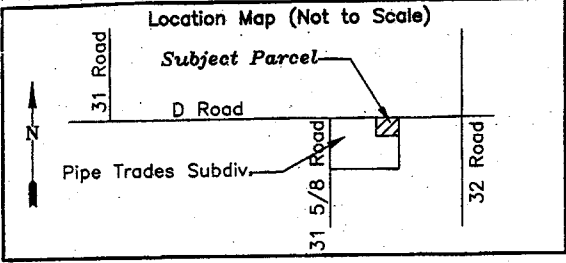 Location Map (Not to Scale)
31 Road
Subject Parcel
D Road
N
Pipe Trades Subdiv.
31 5/8 Road
32 Road